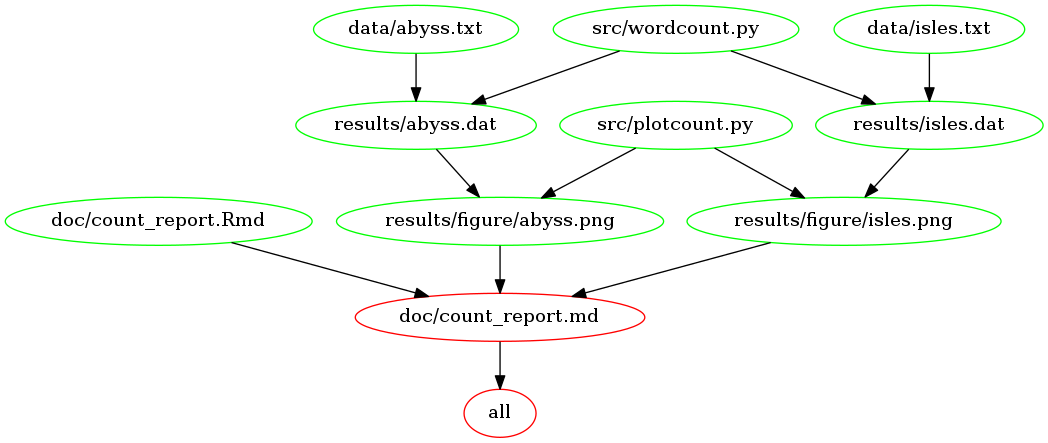 data/abyss.txt
src/wordcount.py
data/isles.txt
results/abyss.dat
src/plotcount.py
results/isles.dat
doc/count_report.Rmd
results/figure/abyss.png
results/figure/isles.png
doc/count_report.md
all